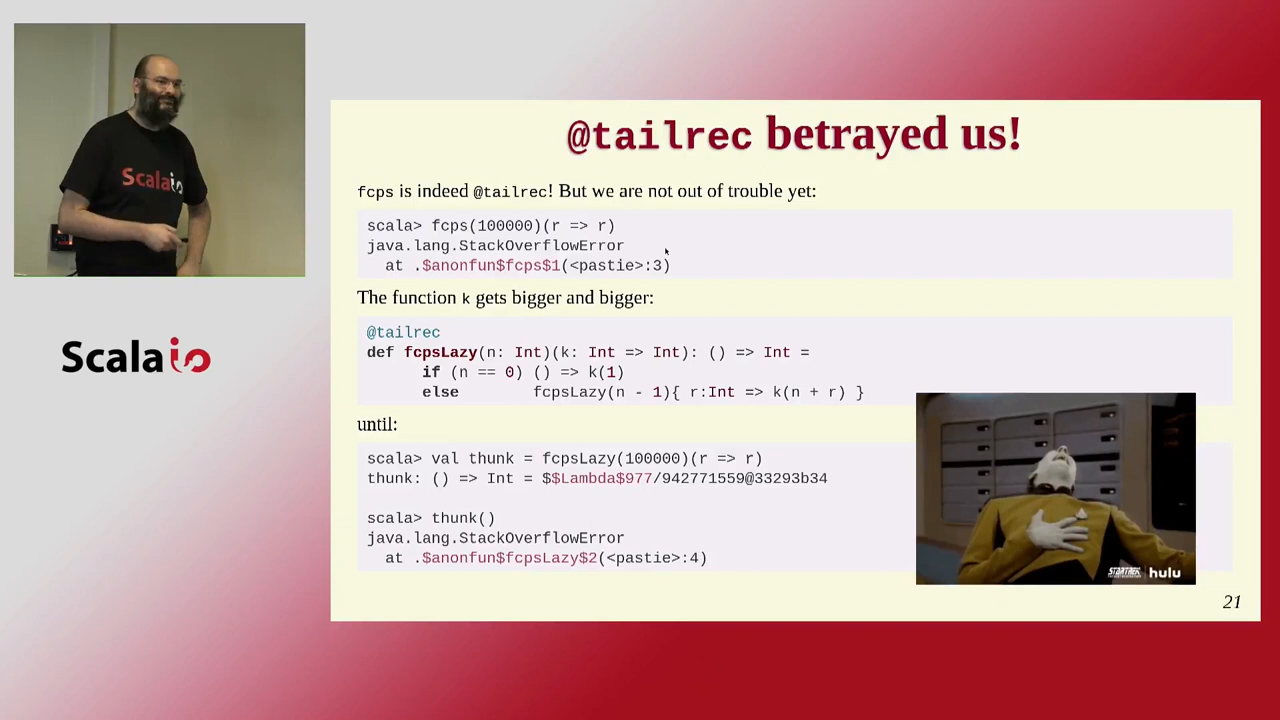 Scalaio
Scalaio
@tailrec betrayed us!
fcps is indeed @tailrec! But we are not out of trouble yet:
scala> fcps(100000)(r => r)
java.lang.StackOverflowError
  at .$anonfun$fcps$1(<pastie>:3)
The function k gets bigger and bigger:
@tailrec
def fcpsLazy(n: Int)(k: Int => Int): () => Int =
      if (n == 0) () => k(1)
      else        fcpsLazy(n - 1){ r:Int => k(n + r) }
until:
scala> val thunk = fcpsLazy(100000)(r => r)
thunk: () => Int = $$Lambda$977/942771559@33293b34
scala> thunk()
java.lang.StackOverflowError
  at .$anonfun$fcpsLazy$2(<pastie>:4)
STAR TREK hulu
21